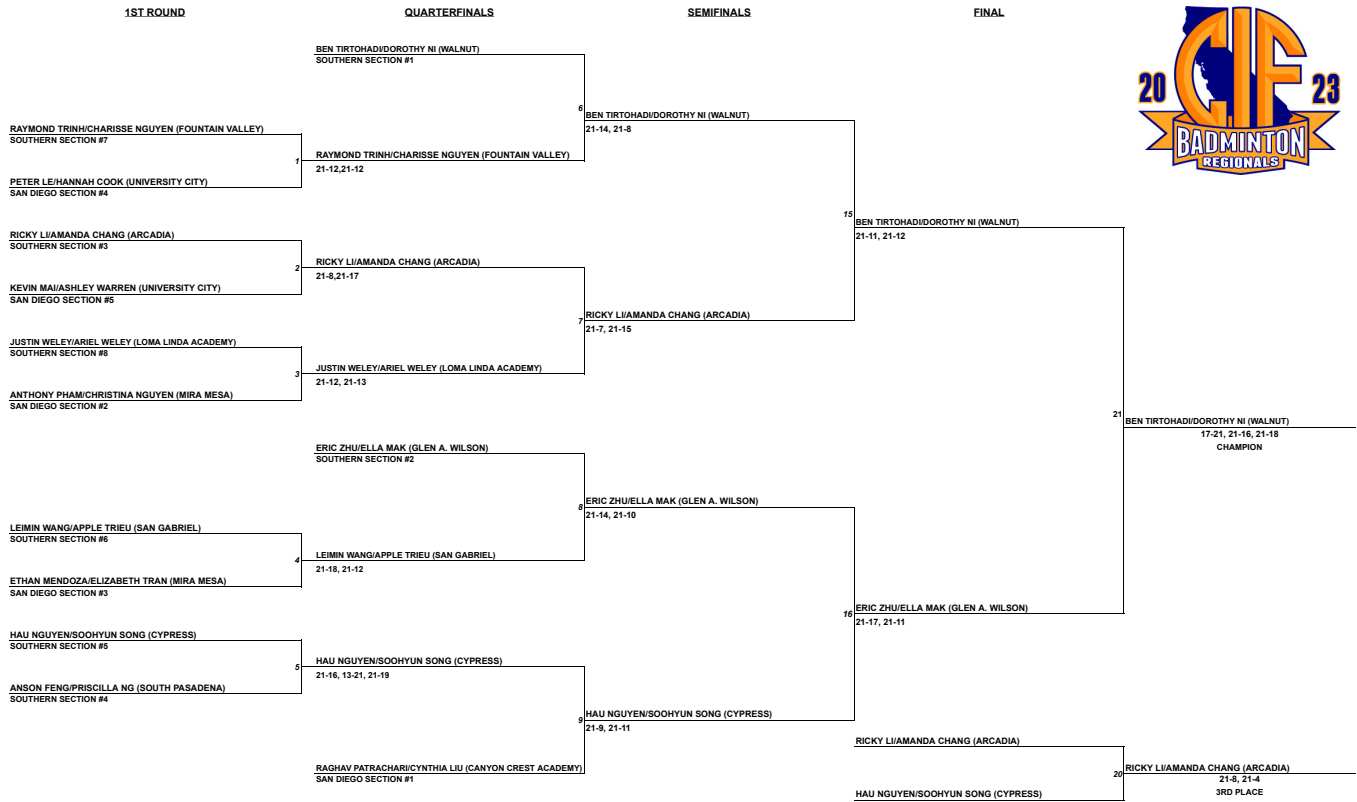 1ST ROUND
QUARTERFINALS
SEMIFINALS
FINAL
20 CIF 23
BADMINTON
REGIONALS
BEN TIRTOHADI/DOROTHY NI (WALNUT)
SOUTHERN SECTION #1
6
BEN TIRTOHADI/DOROTHY NI (WALNUT)
21-14, 21-8
RAYMOND TRINH/CHARISSE NGUYEN (FOUNTAIN VALLEY)
SOUTHERN SECTION #7
1
RAYMOND TRINH/CHARISSE NGUYEN (FOUNTAIN VALLEY)
21-12,21-12
PETER LE/HANNAH COOK (UNIVERSITY CITY)
SAN DIEGO SECTION #4
15
BEN TIRTOHADI/DOROTHY NI (WALNUT)
21-11, 21-12
RICKY LI/AMANDA CHANG (ARCADIA)
SOUTHERN SECTION #3
2
RICKY LI/AMANDA CHANG (ARCADIA)
21-8,21-17
KEVIN MAI/ASHLEY WARREN (UNIVERSITY CITY)
SAN DIEGO SECTION #5
7
RICKY LI/AMANDA CHANG (ARCADIA)
21-7, 21-15
JUSTIN WELEY/ARIEL WELEY (LOMA LINDA ACADEMY)
SOUTHERN SECTION #8
3
JUSTIN WELEY/ARIEL WELEY (LOMA LINDA ACADEMY)
21-12, 21-13
ANTHONY PHAM/CHRISTINA NGUYEN (MIRA MESA)
SAN DIEGO SECTION #2
21
BEN TIRTOHADI/DOROTHY NI (WALNUT)
17-21, 21-16, 21-18
CHAMPION
ERIC ZHU/ELLA MAK (GLEN A. WILSON)
SOUTHERN SECTION #2
8
ERIC ZHU/ELLA MAK (GLEN A. WILSON)
21-14, 21-10
LEIMIN WANG/APPLE TRIEU (SAN GABRIEL)
SOUTHERN SECTION #6
4
LEIMIN WANG/APPLE TRIEU (SAN GABRIEL)
21-18, 21-12
ETHAN MENDOZA/ELIZABETH TRAN (MIRA MESA)
SAN DIEGO SECTION #3
16
ERIC ZHU/ELLA MAK (GLEN A. WILSON)
21-17, 21-11
HAU NGUYEN/SOOHYUN SONG (CYPRESS)
SOUTHERN SECTION #5
5
HAU NGUYEN/SOOHYUN SONG (CYPRESS)
21-16, 13-21, 21-19
ANSON FENG/PRISCILLA NG (SOUTH PASADENA)
SOUTHERN SECTION #4
9
HAU NGUYEN/SOOHYUN SONG (CYPRESS)
21-9, 21-11
RAGHAV PATRACHARI/CYNTHIA LIU (CANYON CREST ACADEMY)
SAN DIEGO SECTION #1
RICKY LI/AMANDA CHANG (ARCADIA)
20
RICKY LI/AMANDA CHANG (ARCADIA)
21-8, 21-4
3RD PLACE
HAU NGUYEN/SOOHYUN SONG (CYPRESS)